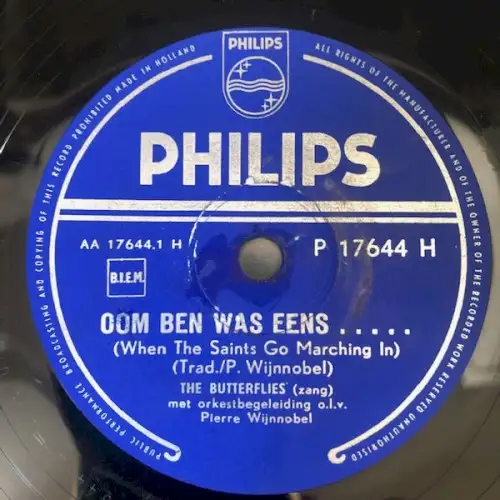 PHILIPS
PUBLIC PERFORMANCE BROADCASTING AND COPYING OF THIS RECORD PROHIBITED MADE IN HOLLAND
ALL RIGHTS OF THE MANUFACTURER AND OF THE OWNER OF THE RECORDED WORK RESERVED UNAUTHORISED
PHILIPS
AA 17644.1 H
P 17644 H
B.I.E.M.
OOM BEN WAS EENS . . . . .
(When The Saints Go Marching In)
(Trad./P. Wijnnobel)
THE BUTTERFLIES (zang)
met orkestbegeleiding o.l.v.
Pierre Wijnnobel